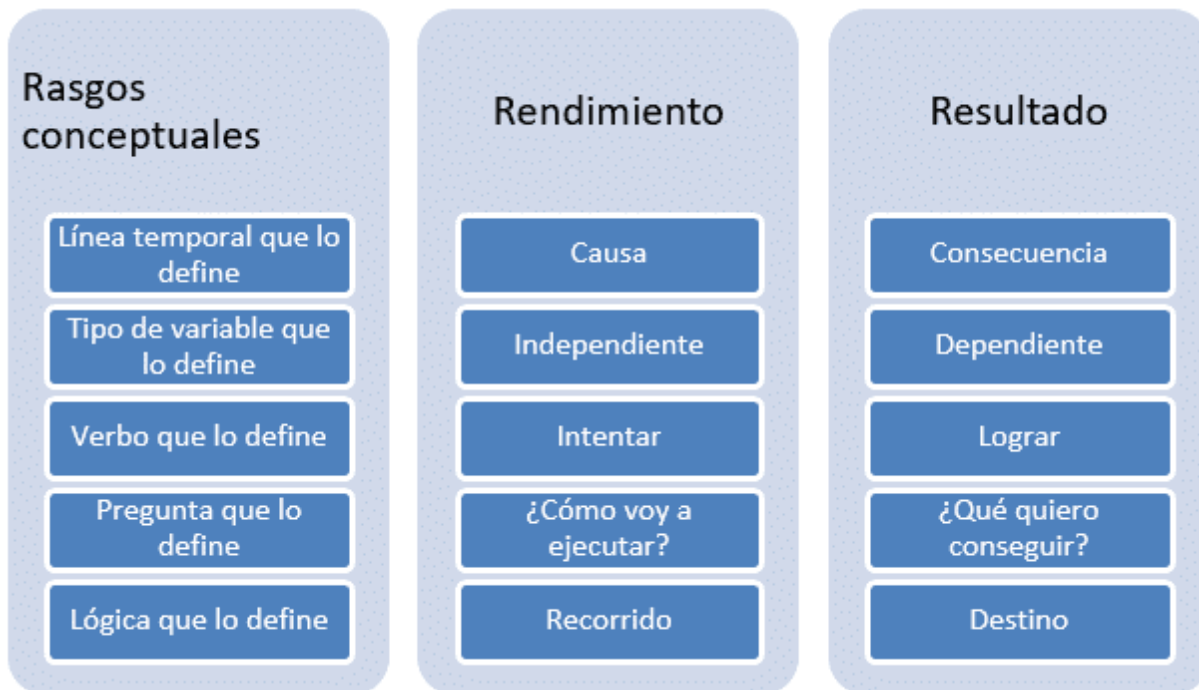 Rasgos
conceptuales
Línea temporal que lo
define
Tipo de variable que
lo define
Verbo que lo define
Pregunta que lo
define
Lógica que lo define
Rendimiento
Causa
Independiente
Intentar
¿Cómo voy a
ejecutar?
Recorrido
Resultado
Consecuencia
Dependiente
Lograr
¿Qué quiero
conseguir?
Destino